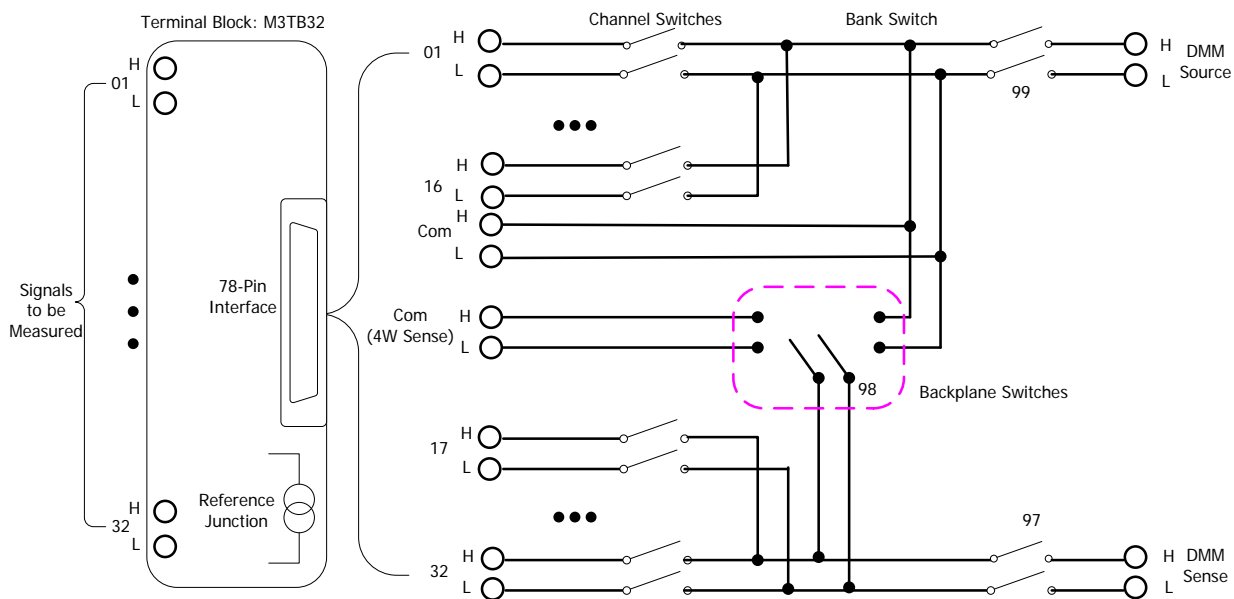 Terminal Block: M3TB32
Channel Switches
Bank Switch
H
01
L
H
01
L
H
DMM
Source
L
99
H
16
L
H
Com
L
Signals
to be
Measured
78-Pin
Interface
Com
(4W Sense)
H
L
98
Backplane Switches
H
17
L
Reference
Junction
H
32
L
97
H
32
L
H
DMM
Sense
L